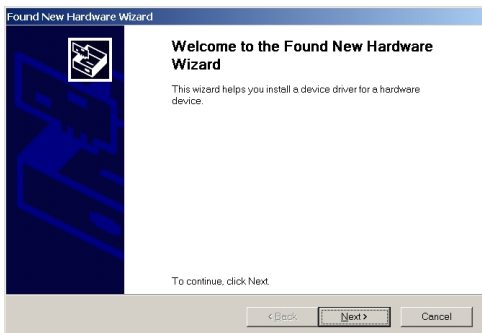 Found New Hardware Wizard
Welcome to the Found New Hardware
Wizard
This wizard helps you install a device driver for a hardware
device.
To continue, click Next.
< Back Next > Cancel